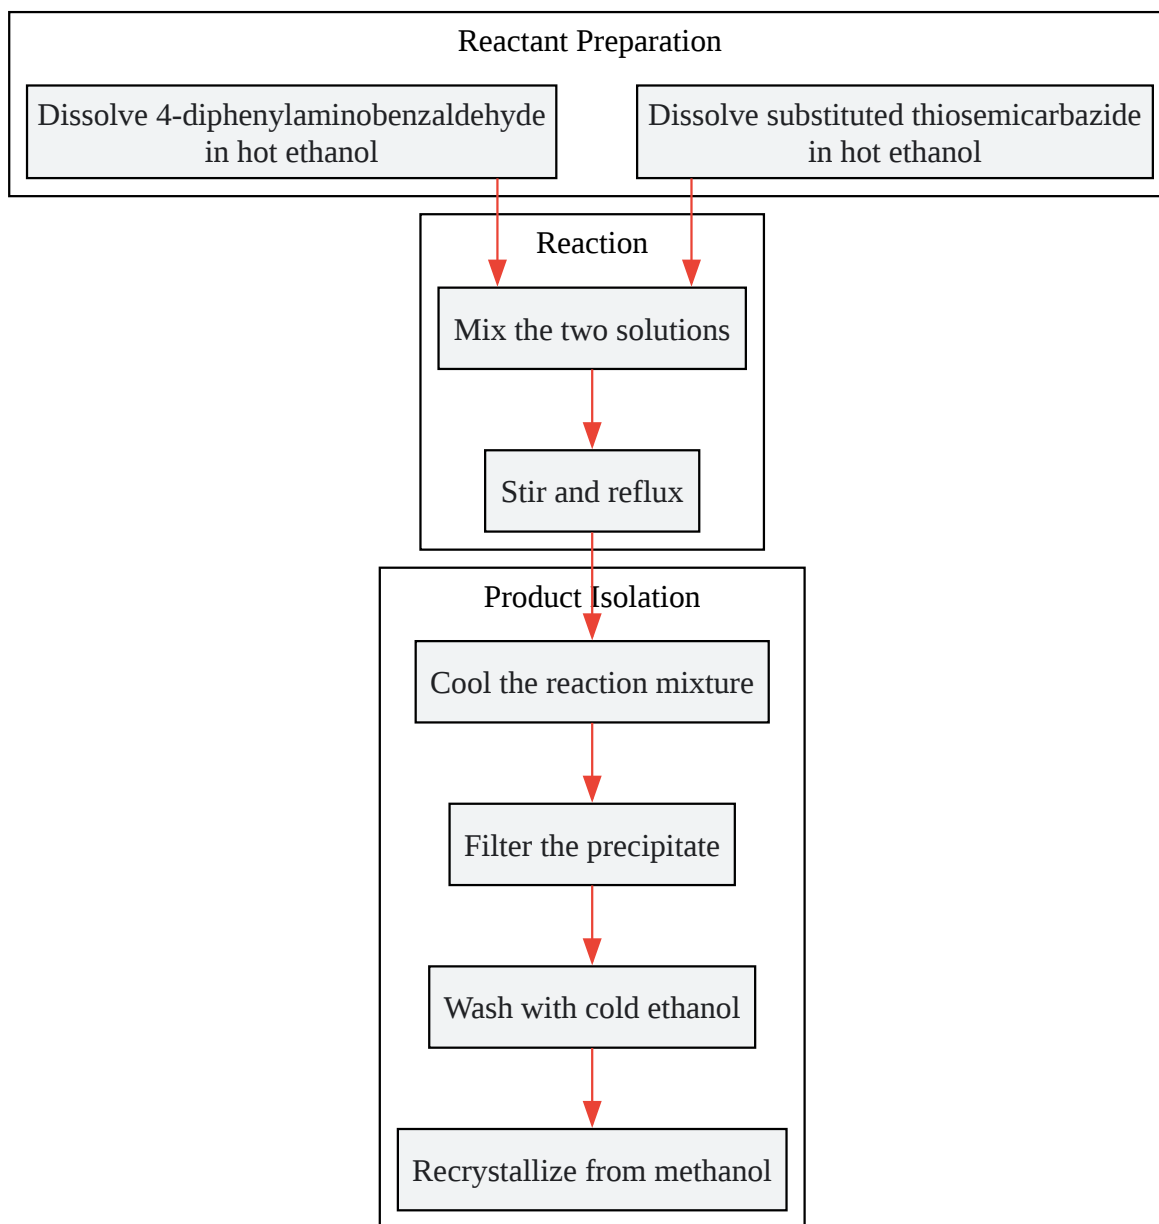 Reactant Preparation
Dissolve 4-diphenylaminobenzaldehyde
in hot ethanol
Dissolve substituted thiosemicarbazide
in hot ethanol
Reaction
Mix the two solutions
Stir and reflux
Product Isolation
Cool the reaction mixture
Filter the precipitate
Wash with cold ethanol
Recrystallize from methanol